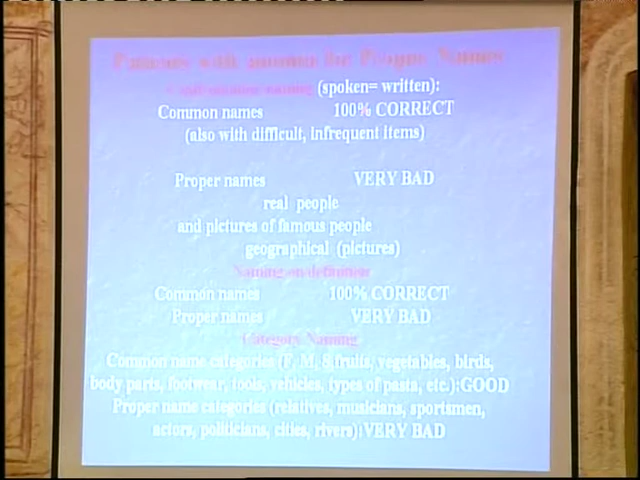 Patients with anomia for Proper Names
Confrontation naming (spoken= written):
Common names 100% CORRECT
(also with difficult, infrequent items)
Proper names VERY BAD
real people
and pictures of famous people
geographical (pictures)
Naming on definition
Common names 100% CORRECT
Proper names VERY BAD
Category Naming
Common name categories (F, M, S, fruits, vegetables, birds,
body parts, footwear, tools, vehicles, types of pasta, etc.):GOOD
Proper name categories (relatives, musicians, sportsmen,
actors, politicians, cities, rivers):VERY BAD